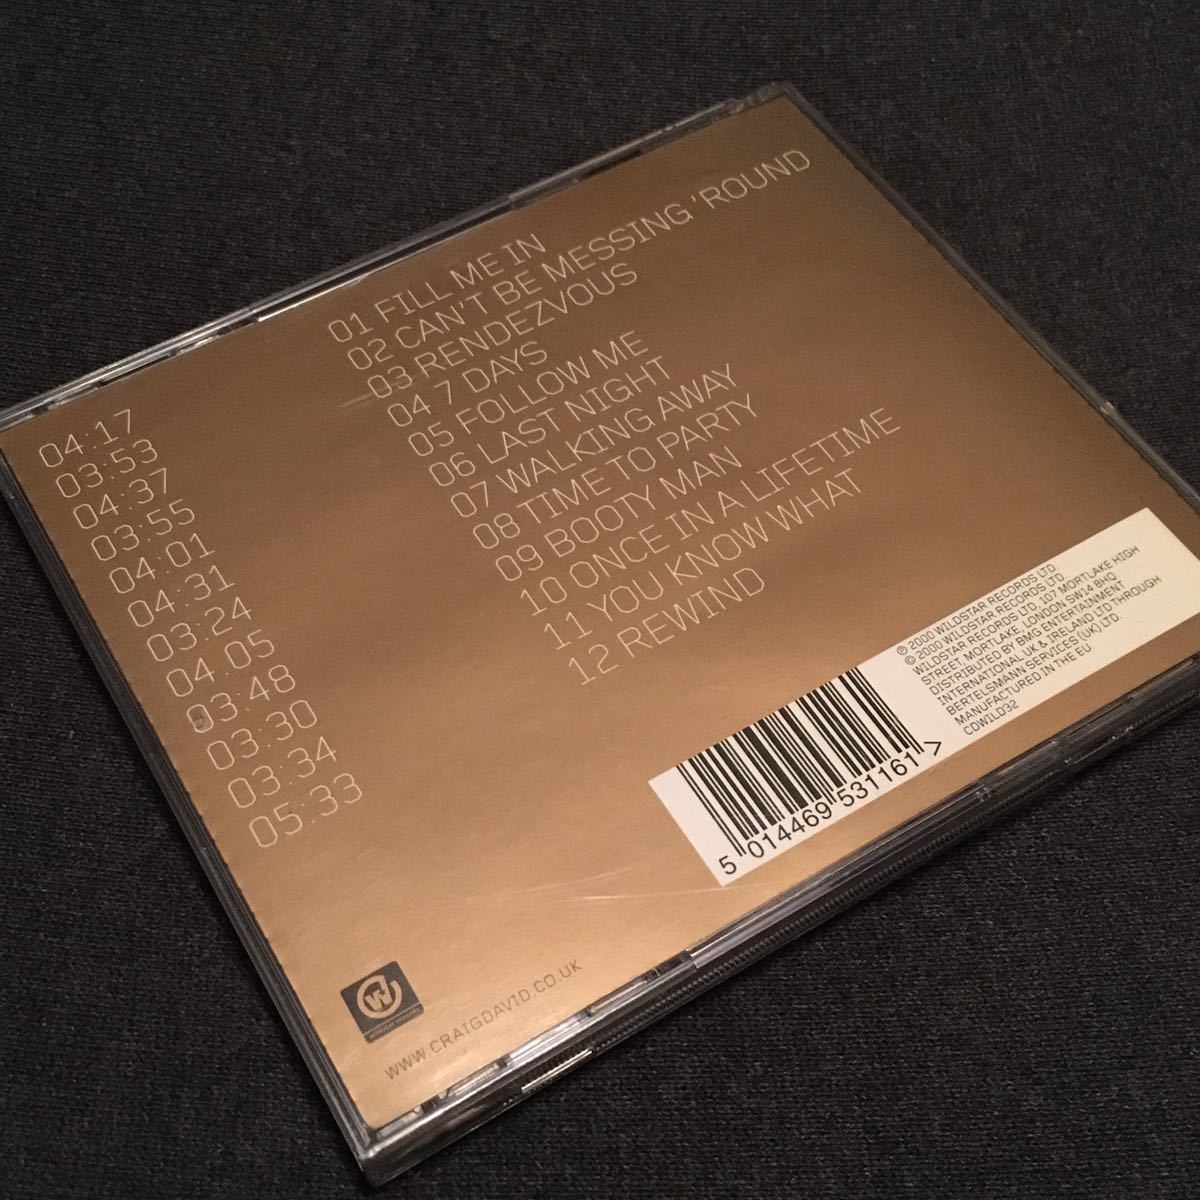 01 FILL ME IN
02 CAN'T BE MESSING 'ROUND
03 RENDEZVOUS
04 7 DAYS
05 FOLLOW ME
06 LAST NIGHT
07 WALKING AWAY
08 TIME TO PARTY
09 BOOTY MAN
10 ONCE IN A LIFETIME
11 YOU KNOW WHAT
12 REWIND
04:17
03:53
04:37
03:55
04:01
04:31
03:24
04:05
03:48
03:30
03:34
05:33
℗ 2000 WILDSTAR RECORDS LTD
© 2000 WILDSTAR RECORDS LTD
WILDSTAR RECORDS LTD, 107 MORTLAKE HIGH
STREET, MORTLAKE, LONDON SW14 8HQ
DISTRIBUTED BY BMG ENTERTAINMENT
INTERNATIONAL UK & IRELAND LTD THROUGH
BERTELSMANN SERVICES (UK) LTD.
MANUFACTURED IN THE EU
CDWILD32
5 014469 531161 >
wildstar records
WWW.CRAIGDAVID.CO.UK